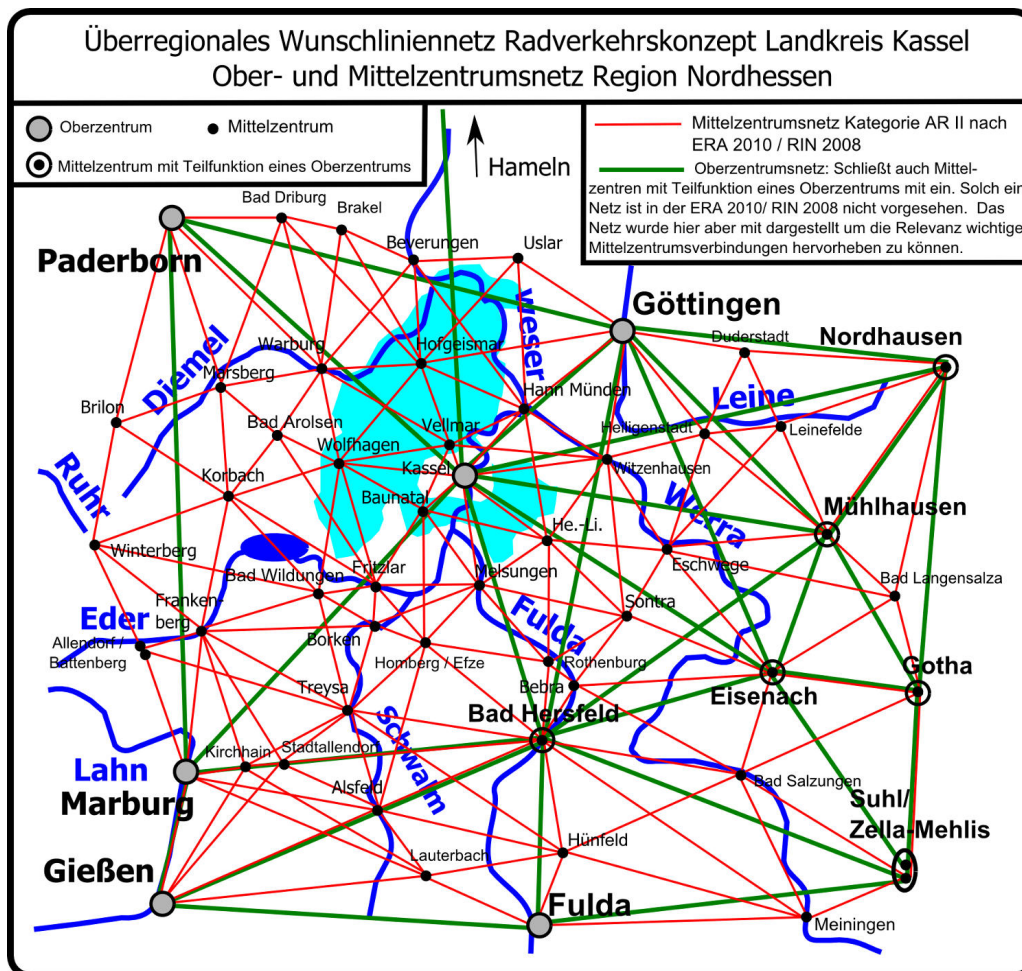 Überregionales Wunschliniennetz Radverkehrskonzept Landkreis Kassel
Ober- und Mittelzentrumsnetz Region Nordhessen
Oberzentrum
Mittelzentrum
Mittelzentrum mit Teilfunktion eines Oberzentrums
Hameln
Mittelzentrumsnetz Kategorie AR II nach
ERA 2010 / RIN 2008
Oberzentrumsnetz: Schließt auch Mittel-
zentren mit Teilfunktion eines Oberzentrums mit ein. Solch ein
Netz ist in der ERA 2010/ RIN 2008 nicht vorgesehen. Das
Netz wurde hier aber mit dargestellt um die Relevanz wichtige
Mittelzentrumsverbindungen hervorheben zu können.
Bad Driburg
Brakel
Beverungen
Uslar
Paderborn
Göttingen
weser
Diemel
Warburg
Hofgeismar
Duderstadt
Nordhausen
Marsberg
Hann Münden
Leine
Brilon
Bad Arolsen
Vellmar
Heiligenstadt
Leinefelde
Wolfhagen
Kassel
Witzenhausen
Ruhr
Korbach
Baunatal
Werra
Mühlhausen
He.-Li.
Winterberg
Bad Wildungen
Fritzlar
Melsungen
Eschwege
Bad Langensalza
Franken-
berg
Eder
Fulda
Sontra
Allendorf /
Battenberg
Borken
Homberg / Efze
Rothenburg
Gotha
Treysa
Bebra
Eisenach
Bad Hersfeld
Schwalm
Kirchhain
Stadtallendorf
Lahn
Marburg
Alsfeld
Bad Salzungen
Suhl/
Zella-Mehlis
Hünfeld
Lauterbach
Gießen
Fulda
Meiningen